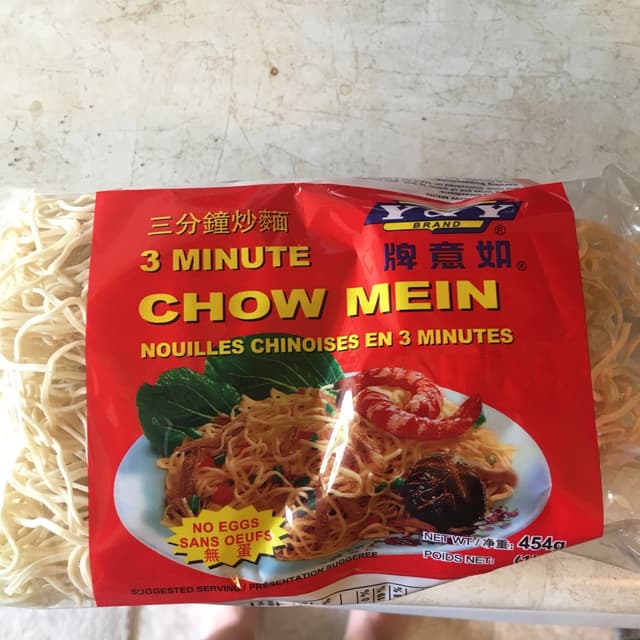 Y&Y
BRAND
®
牌意如
®
三分鐘炒麵
3 MINUTE
CHOW MEIN
NOUILLES CHINOISES EN 3 MINUTES
NO EGGS
SANS OEUFS
無 蛋
NET WT/净重: 454g
POIDS NET:
SUGGESTED SERVING / PRESENTATION SUGGEREE